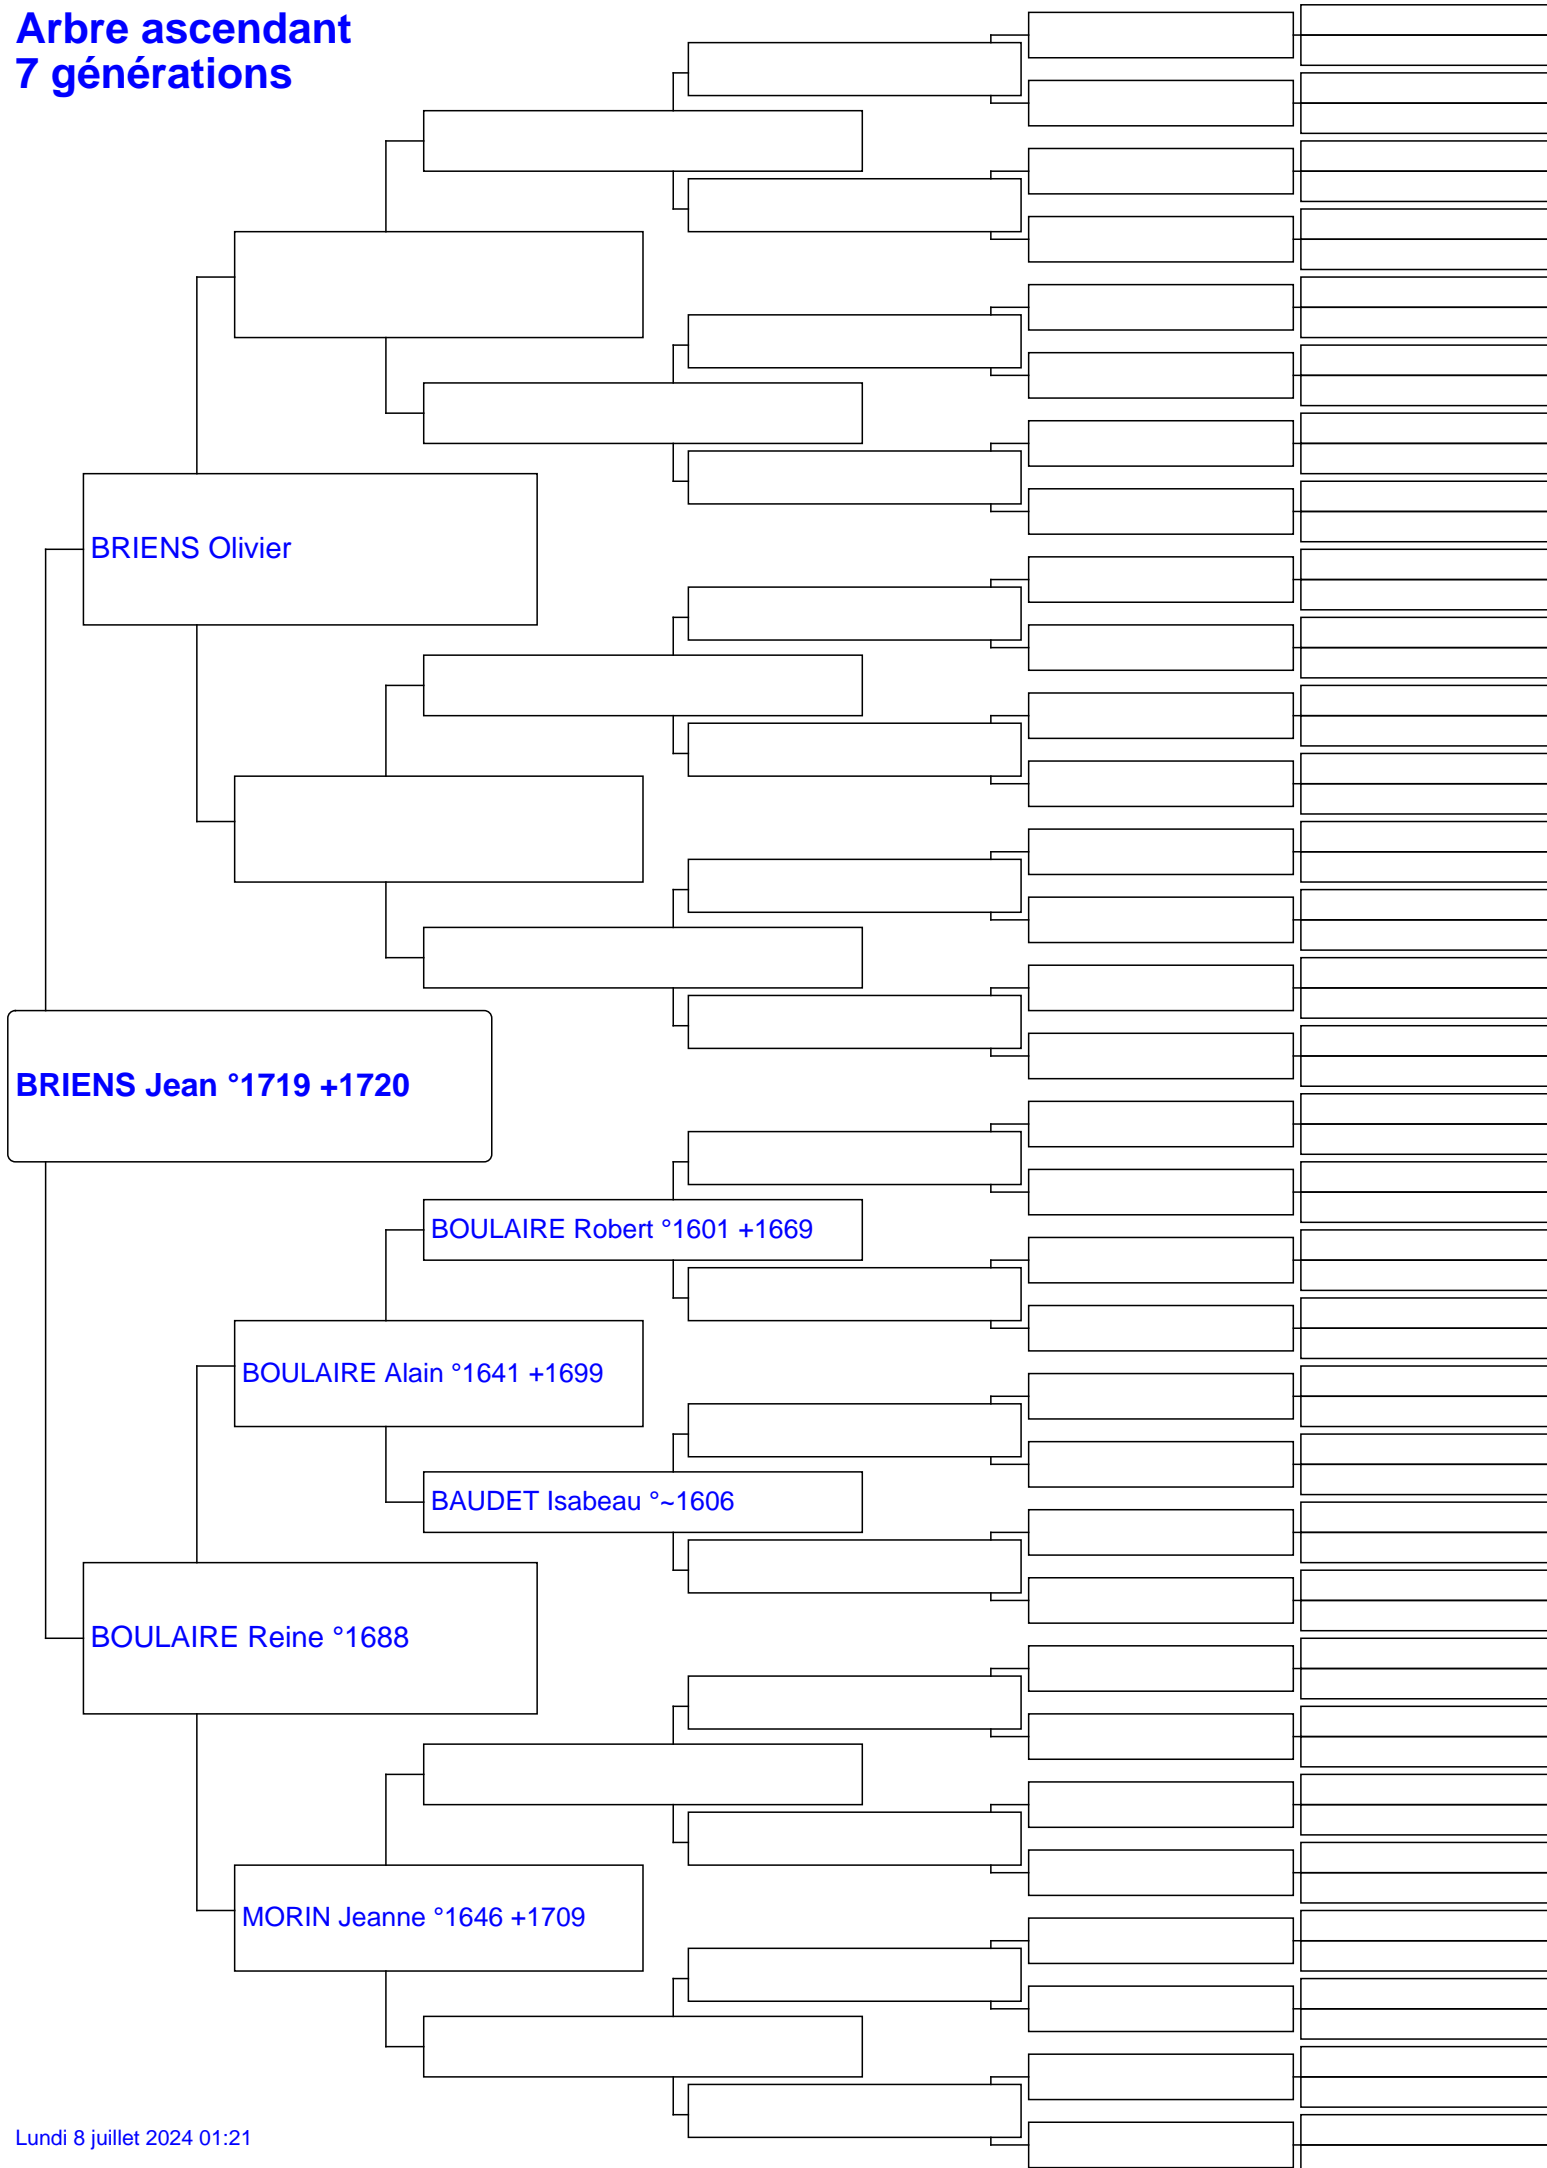 Arbre ascendant
7 générations
BRIENS Olivier
BRIENS Jean °1719 +1720
BOULAIRE Robert °1601 +1669
BOULAIRE Alain °1641 +1699
BAUDET Isabeau °~1606
BOULAIRE Reine °1688
MORIN Jeanne °1646 +1709
Lundi 8 juillet 2024 01:21